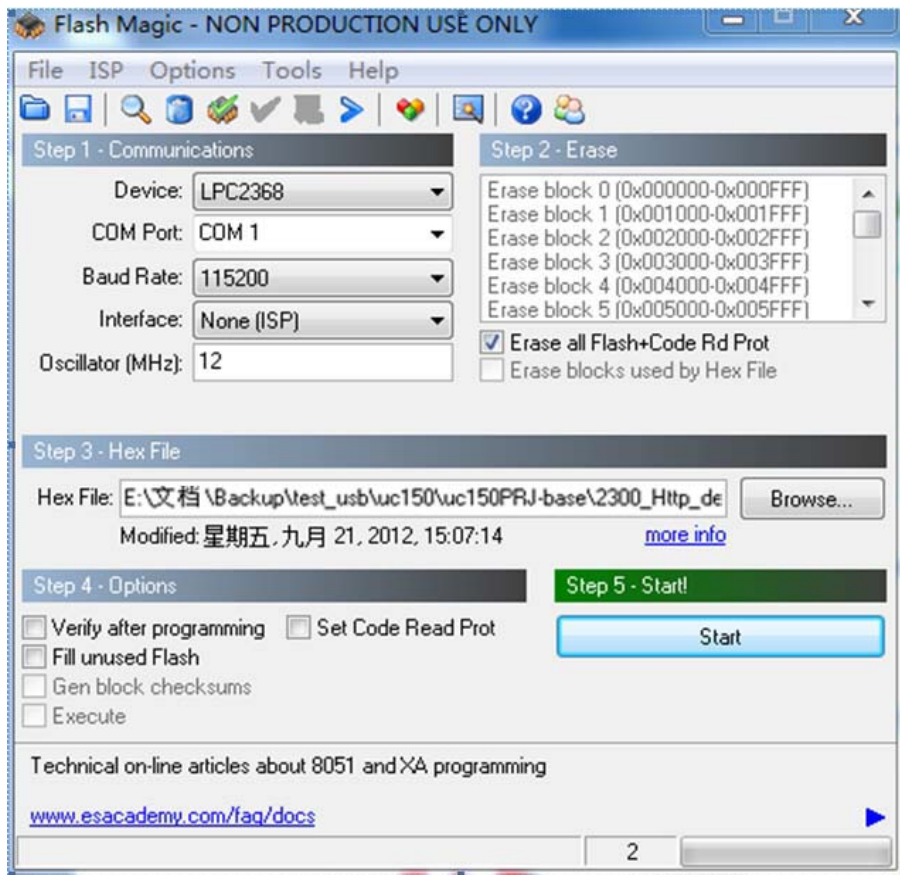 Flash Magic - NON PRODUCTION USE ONLY
File ISP Options Tools Help
Step 1 - Communications
Device: LPC2368
COM Port: COM 1
Baud Rate: 115200
Interface: None (ISP)
Oscillator (MHz): 12
Step 2 - Erase
Erase block 0 (0x000000-0x000FFF)
Erase block 1 (0x001000-0x001FFF)
Erase block 2 (0x002000-0x002FFF)
Erase block 3 (0x003000-0x003FFF)
Erase block 4 (0x004000-0x004FFF)
Erase block 5 (0x005000-0x005FFF)
Erase all Flash+Code Rd Prot
Erase blocks used by Hex File
Step 3 - Hex File
Hex File: E:\文档\Backup\test_usb\uc150\uc150PRJ-base\2300_Http_de Browse...
Modified: 星期五, 九月 21, 2012, 15:07:14 more info
Step 4 - Options
Verify after programming Set Code Read Prot
Fill unused Flash
Gen block checksums
Execute
Step 5 - Start!
Start
Technical on-line articles about 8051 and XA programming
www.esacademy.com/faq/docs
2